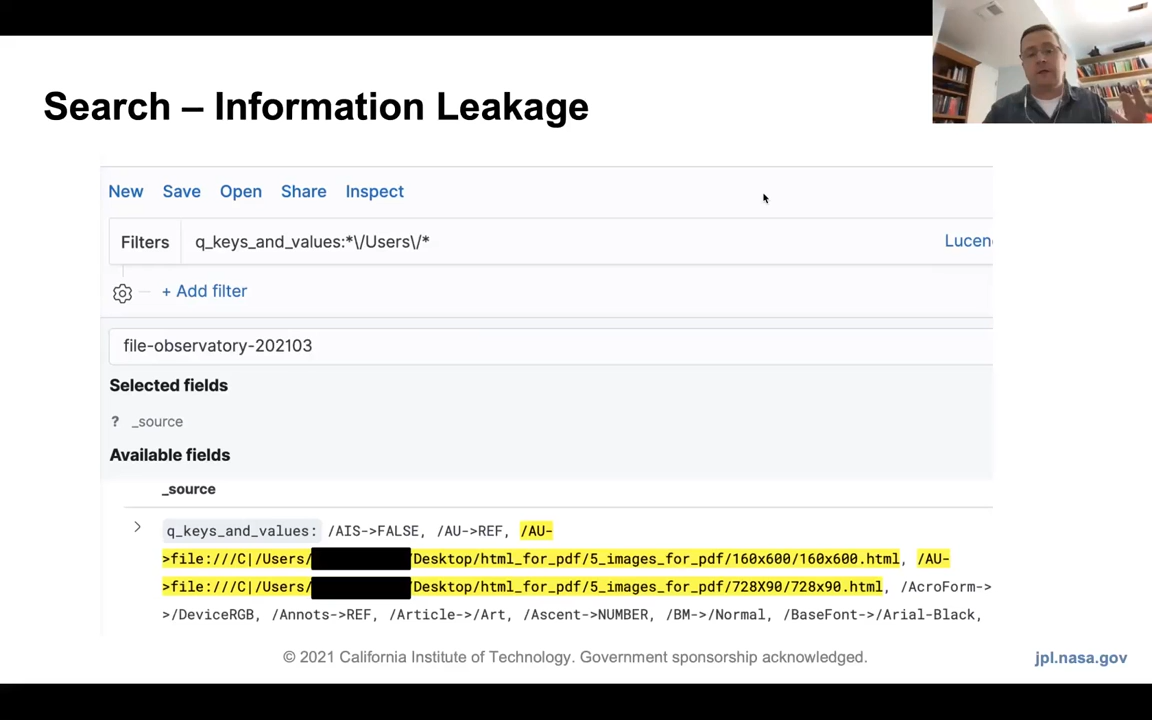 Search – Information Leakage
New Save Open Share Inspect
Filters q_keys_and_values:*\/Users\/* Lucen
+ Add filter
file-observatory-202103
Selected fields
? _source
Available fields
_source
q_keys_and_values: /AIS->FALSE, /AU->REF, /AU-
>file:///C|/Users/ /Desktop/html_for_pdf/5_images_for_pdf/160x600/160x600.html, /AU-
>file:///C|/Users/ /Desktop/html_for_pdf/5_images_for_pdf/728X90/728x90.html, /AcroForm->
>/DeviceRGB, /Annots->REF, /Article->/Art, /Ascent->NUMBER, /BM->/Normal, /BaseFont->/Arial-Black,
© 2021 California Institute of Technology. Government sponsorship acknowledged.
jpl.nasa.gov